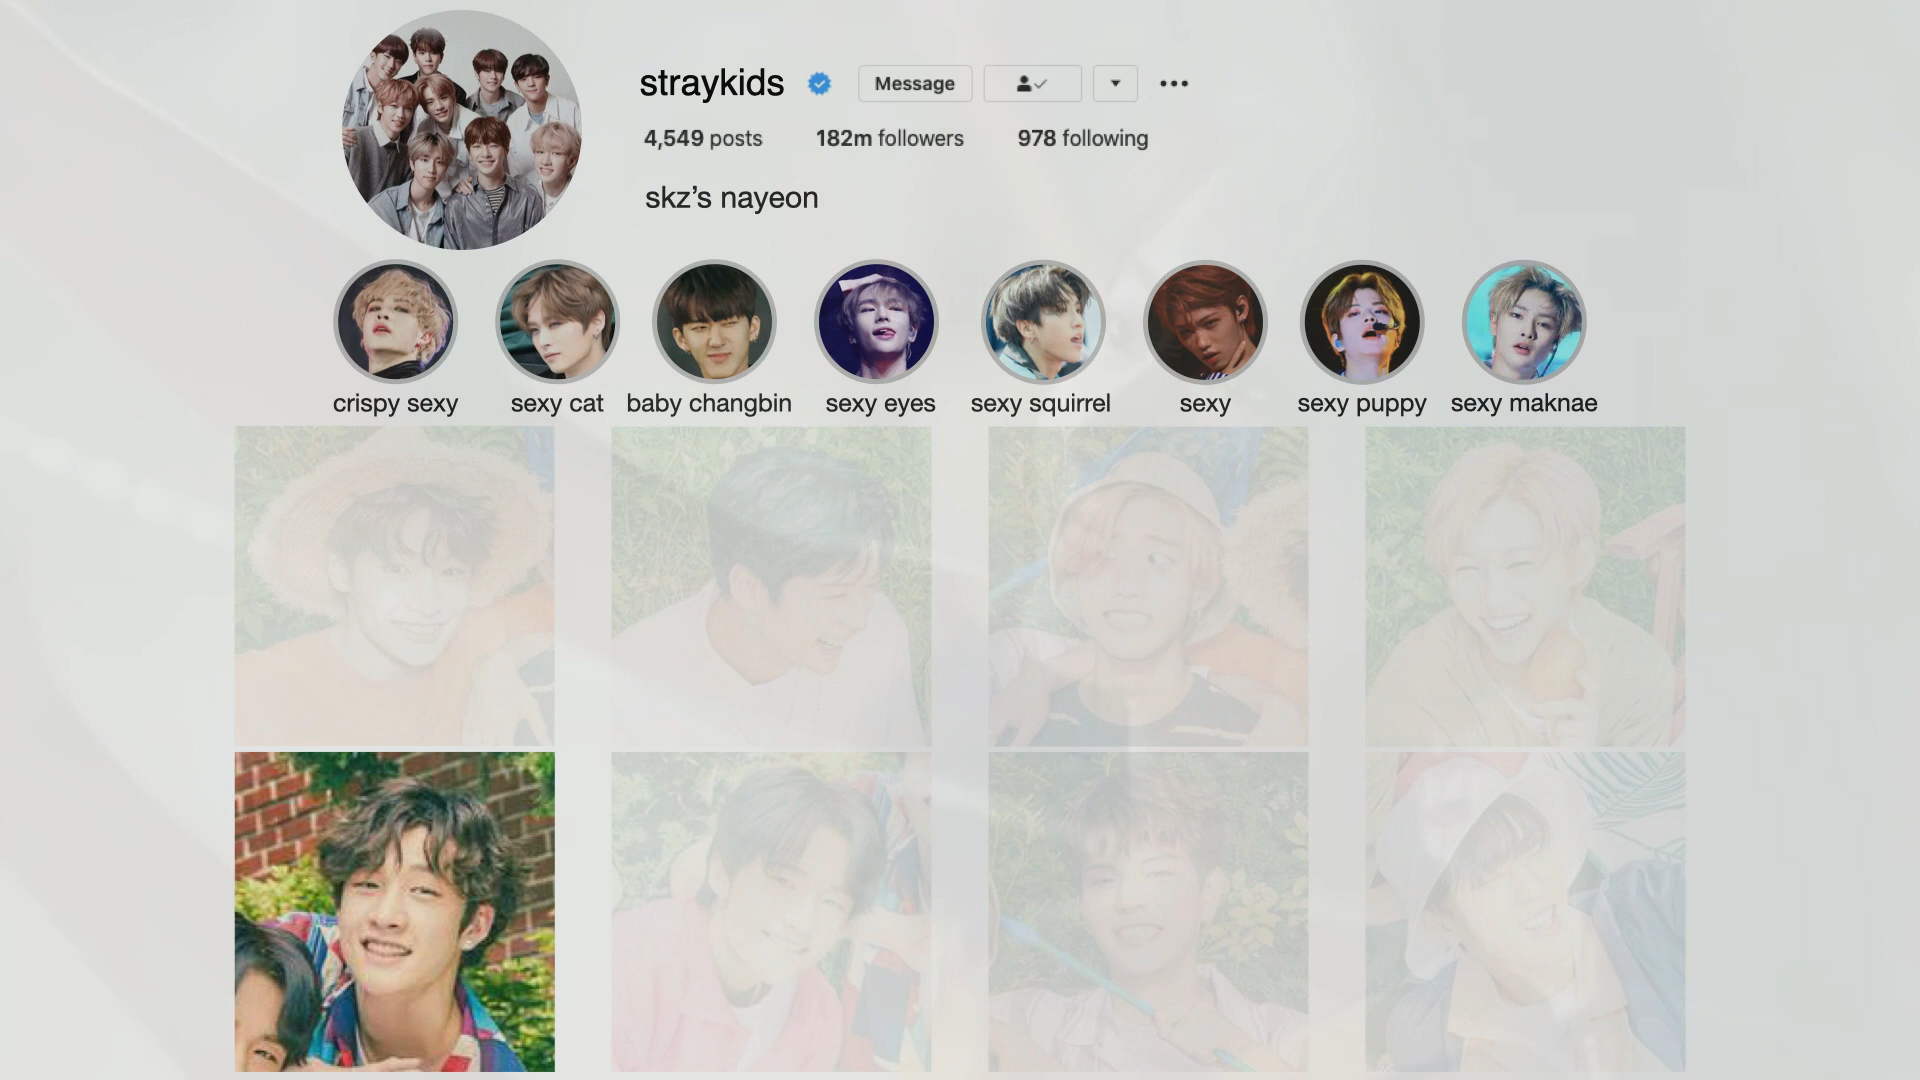 straykids Message
4,549 posts 182m followers 978 following
skz’s nayeon
crispy sexy sexy cat baby changbin sexy eyes sexy squirrel sexy sexy puppy sexy maknae